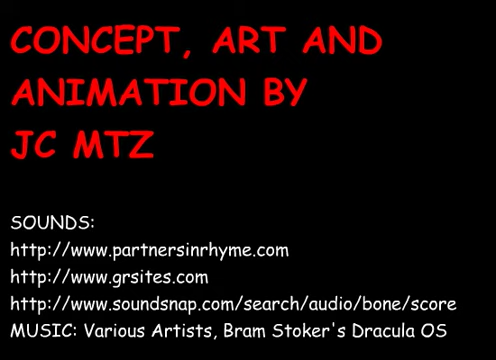 CONCEPT, ART AND
ANIMATION BY
JC MTZ
SOUNDS:
http://www.partnersinrhyme.com
http://www.grsites.com
http://www.soundsnap.com/search/audio/bone/score
MUSIC: Various Artists, Bram Stoker's Dracula OS